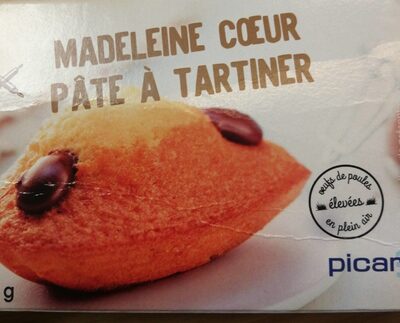 MADELEINE CŒUR
PÂTE À TARTINER
œufs de poules
élevées
en plein air
picar
g